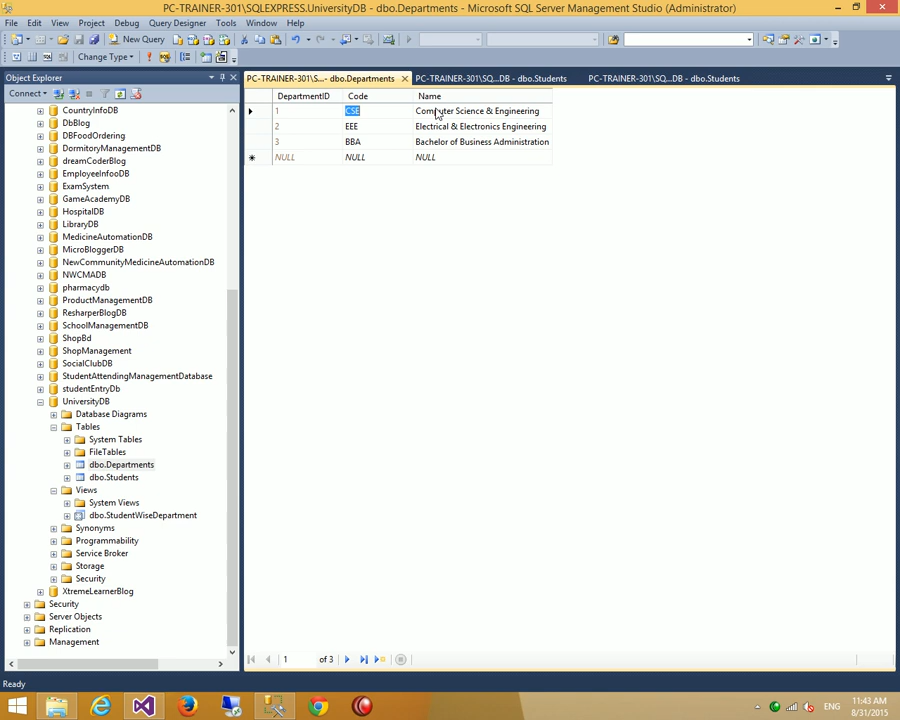 PC-TRAINER-301\SQLEXPRESS.UniversityDB - dbo.Departments - Microsoft SQL Server Management Studio (Administrator)
File Edit View Project Debug Query Designer Tools Window Help
New Query
Change Type
Object Explorer
PC-TRAINER-301\S...- dbo.Departments
PC-TRAINER-301\SQ...DB - dbo.Students
PC-TRAINER-301\SQ...DB - dbo.Students
Connect
DepartmentID Code Name
1 CSE Computer Science & Engineering
2 EEE Electrical & Electronics Engineering
3 BBA Bachelor of Business Administration
NULL NULL NULL
CountryInfoDB
DbBlog
DBFoodOrdering
DormitoryManagementDB
dreamCoderBlog
EmployeeInfooDB
ExamSystem
GameAcademyDB
HospitalDB
LibraryDB
MedicineAutomationDB
MicroBloggerDB
NewCommunityMedicineAutomationDB
NWCMADB
pharmacydb
ProductManagementDB
ResharperBlogDB
SchoolManagementDB
ShopBd
ShopManagement
SocialClubDB
StudentAttendingManagementDatabase
studentEntryDb
UniversityDB
Database Diagrams
Tables
System Tables
FileTables
dbo.Departments
dbo.Students
Views
System Views
dbo.StudentWiseDepartment
Synonyms
Programmability
Service Broker
Storage
Security
XtremeLearnerBlog
Security
Server Objects
Replication
Management
1 of 3
Ready
ENG
11:43 AM
8/31/2015